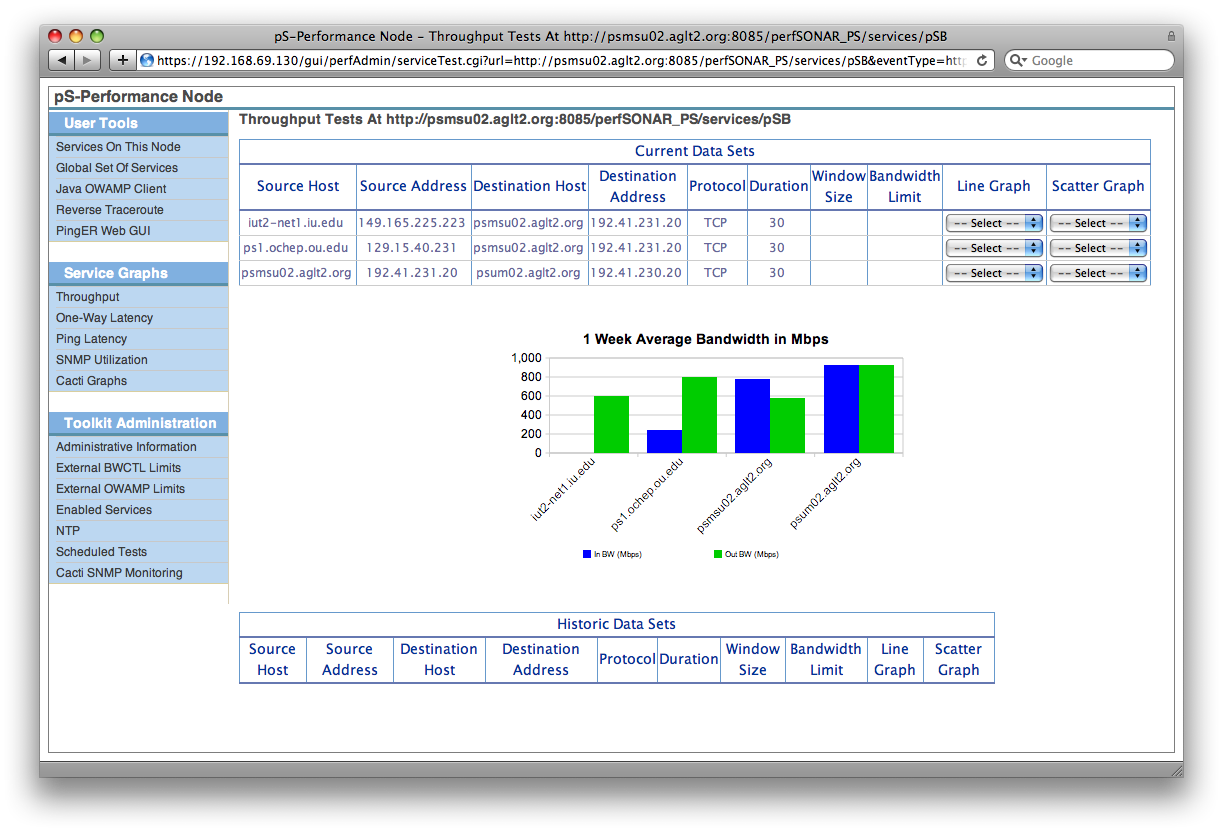 pS-Performance Node – Throughput Tests At http://psmsu02.aglt2.org:8085/perfSONAR_PS/services/pSB
https://192.168.69.130/gui/perfAdmin/serviceTest.cgi?url=http://psmsu02.aglt2.org:8085/perfSONAR_PS/services/pSB&eventType=http Google
pS-Performance Node
User Tools
Services On This Node
Global Set Of Services
Java OWAMP Client
Reverse Traceroute
PingER Web GUI
Service Graphs
Throughput
One-Way Latency
Ping Latency
SNMP Utilization
Cacti Graphs
Toolkit Administration
Administrative Information
External BWCTL Limits
External OWAMP Limits
Enabled Services
NTP
Scheduled Tests
Cacti SNMP Monitoring
Throughput Tests At http://psmsu02.aglt2.org:8085/perfSONAR_PS/services/pSB
Current Data Sets
Source Host Source Address Destination Host Destination Address Protocol Duration Window Size Bandwidth Limit Line Graph Scatter Graph
iut2-net1.iu.edu 149.165.225.223 psmsu02.aglt2.org 192.41.231.20 TCP 30 -- Select -- -- Select --
ps1.ochep.ou.edu 129.15.40.231 psmsu02.aglt2.org 192.41.231.20 TCP 30 -- Select -- -- Select --
psmsu02.aglt2.org 192.41.231.20 psum02.aglt2.org 192.41.230.20 TCP 30 -- Select -- -- Select --
1 Week Average Bandwidth in Mbps
1,000
800
600
400
200
0
iut2-net1.iu.edu
ps1.ochep.ou.edu
psmsu02.aglt2.org
psum02.aglt2.org
In BW (Mbps) Out BW (Mbps)
Historic Data Sets
Source Host Source Address Destination Host Destination Address Protocol Duration Window Size Bandwidth Limit Line Graph Scatter Graph